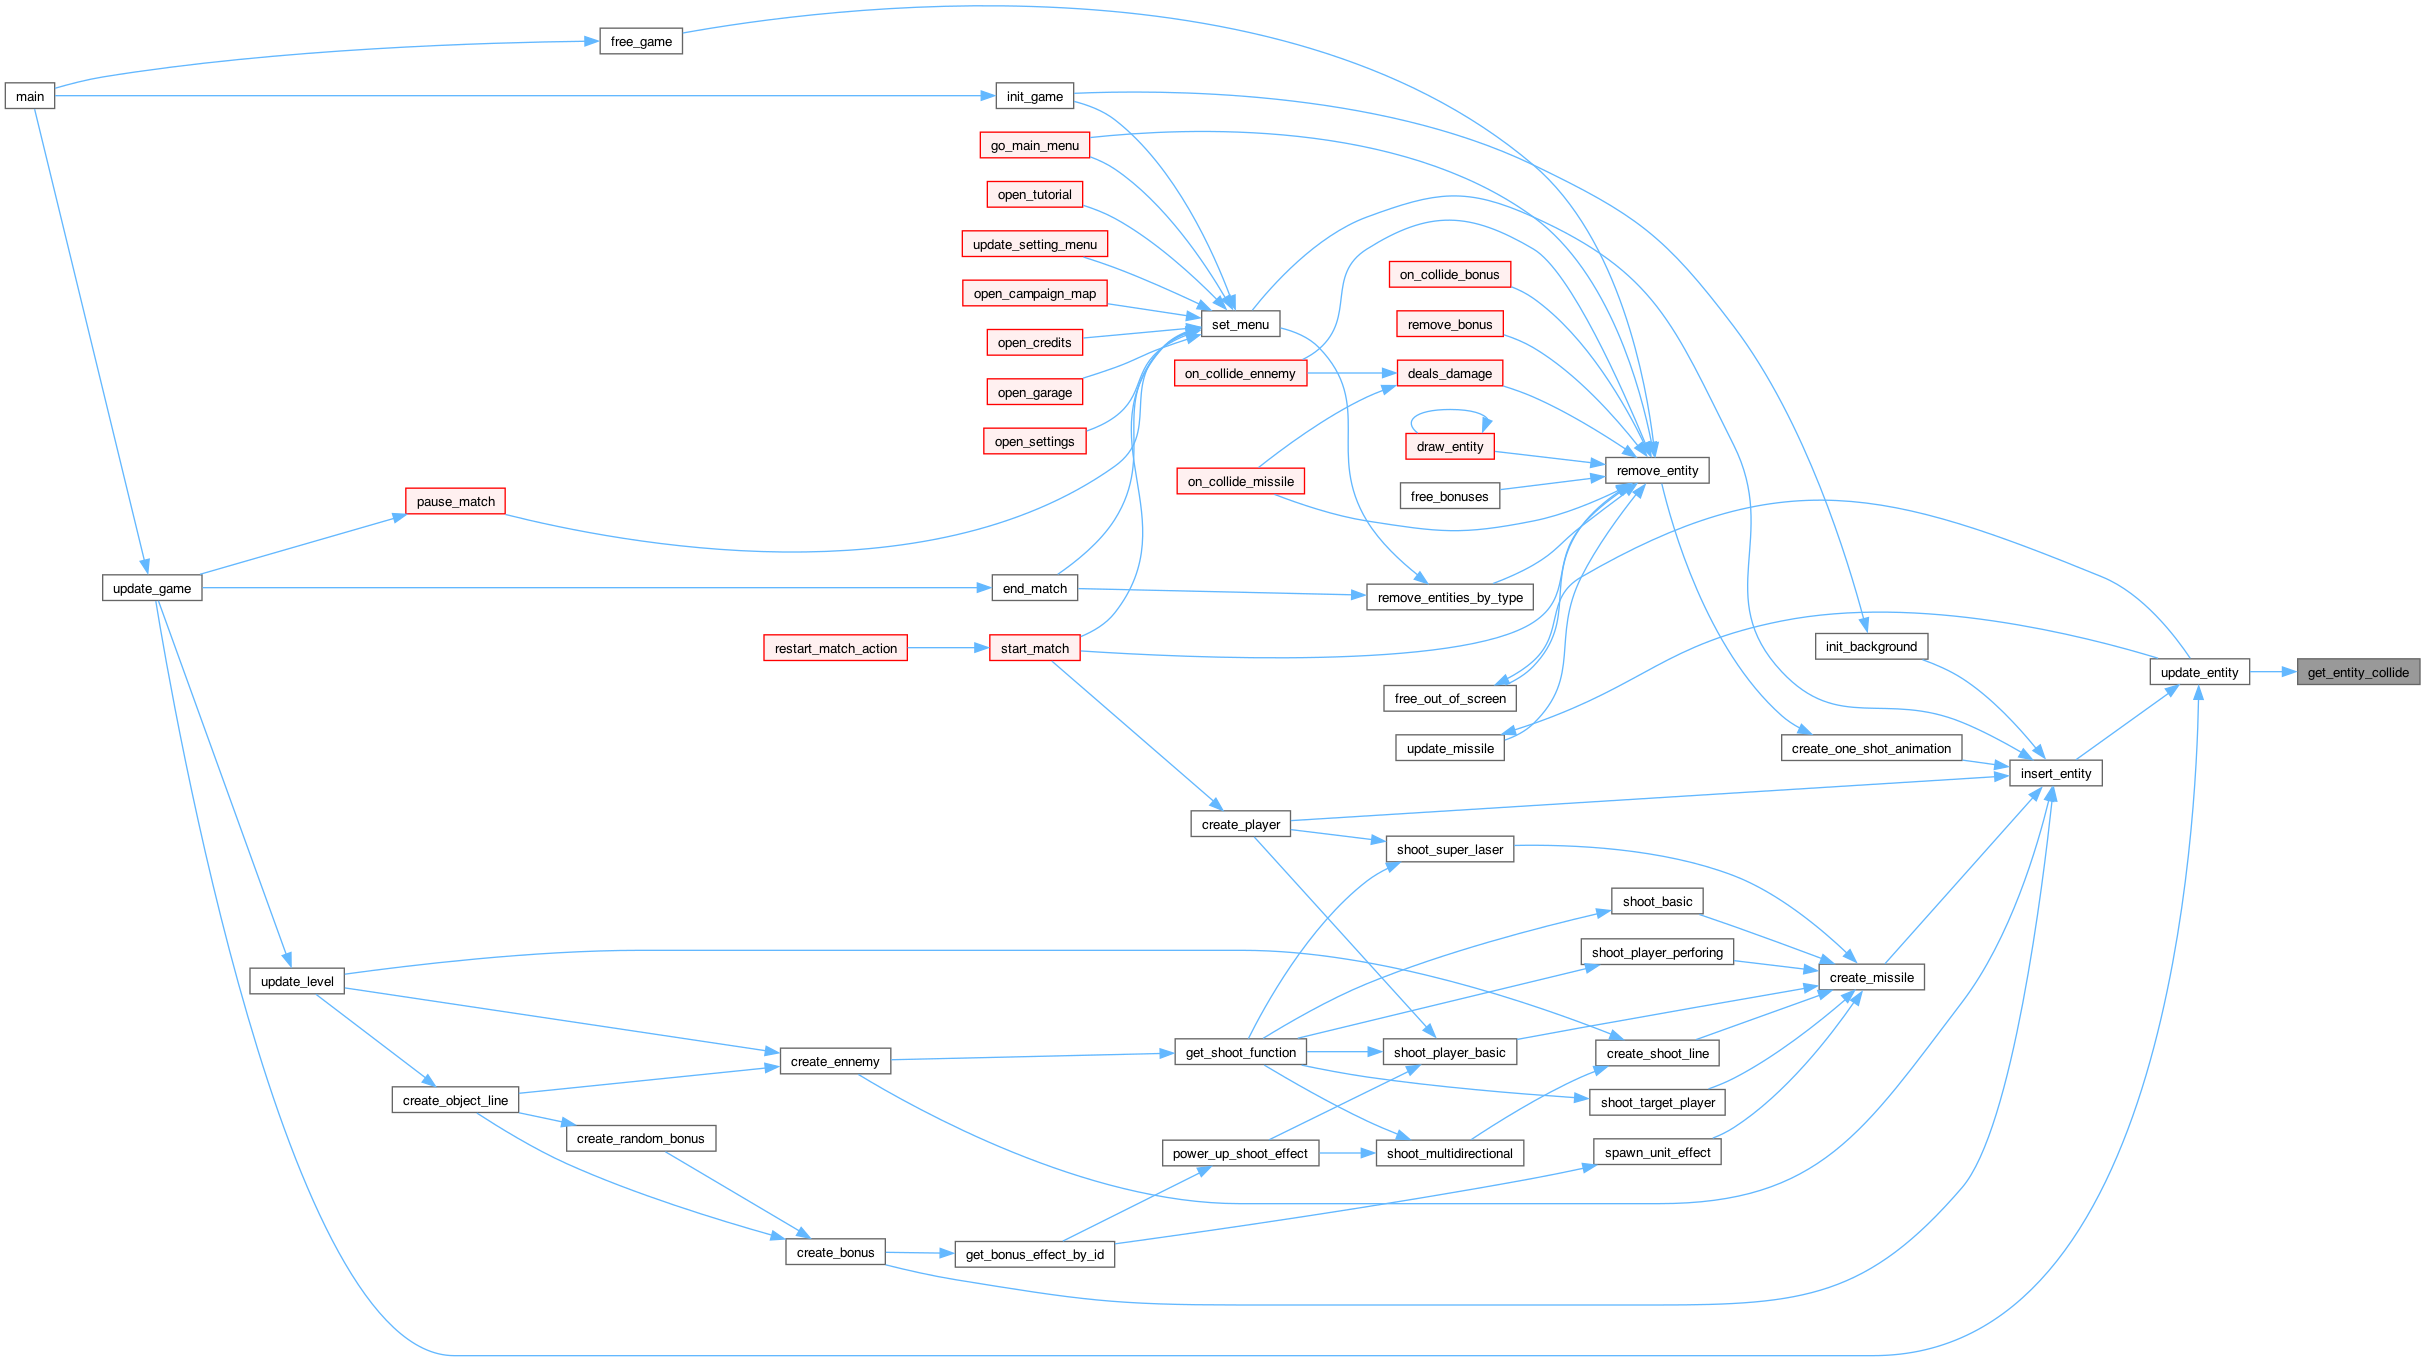 free_game
main
init_game
go_main_menu
open_tutorial
update_setting_menu
on_collide_bonus
open_campaign_map
remove_bonus
set_menu
open_credits
on_collide_ennemy
deals_damage
open_garage
open_settings
draw_entity
remove_entity
on_collide_missile
free_bonuses
pause_match
update_game
end_match
remove_entities_by_type
restart_match_action
start_match
init_background
update_entity
get_entity_collide
free_out_of_screen
update_missile
create_one_shot_animation
insert_entity
create_player
shoot_super_laser
shoot_basic
shoot_player_perforing
update_level
create_missile
create_ennemy
get_shoot_function
shoot_player_basic
create_shoot_line
create_object_line
shoot_target_player
create_random_bonus
power_up_shoot_effect
shoot_multidirectional
spawn_unit_effect
create_bonus
get_bonus_effect_by_id